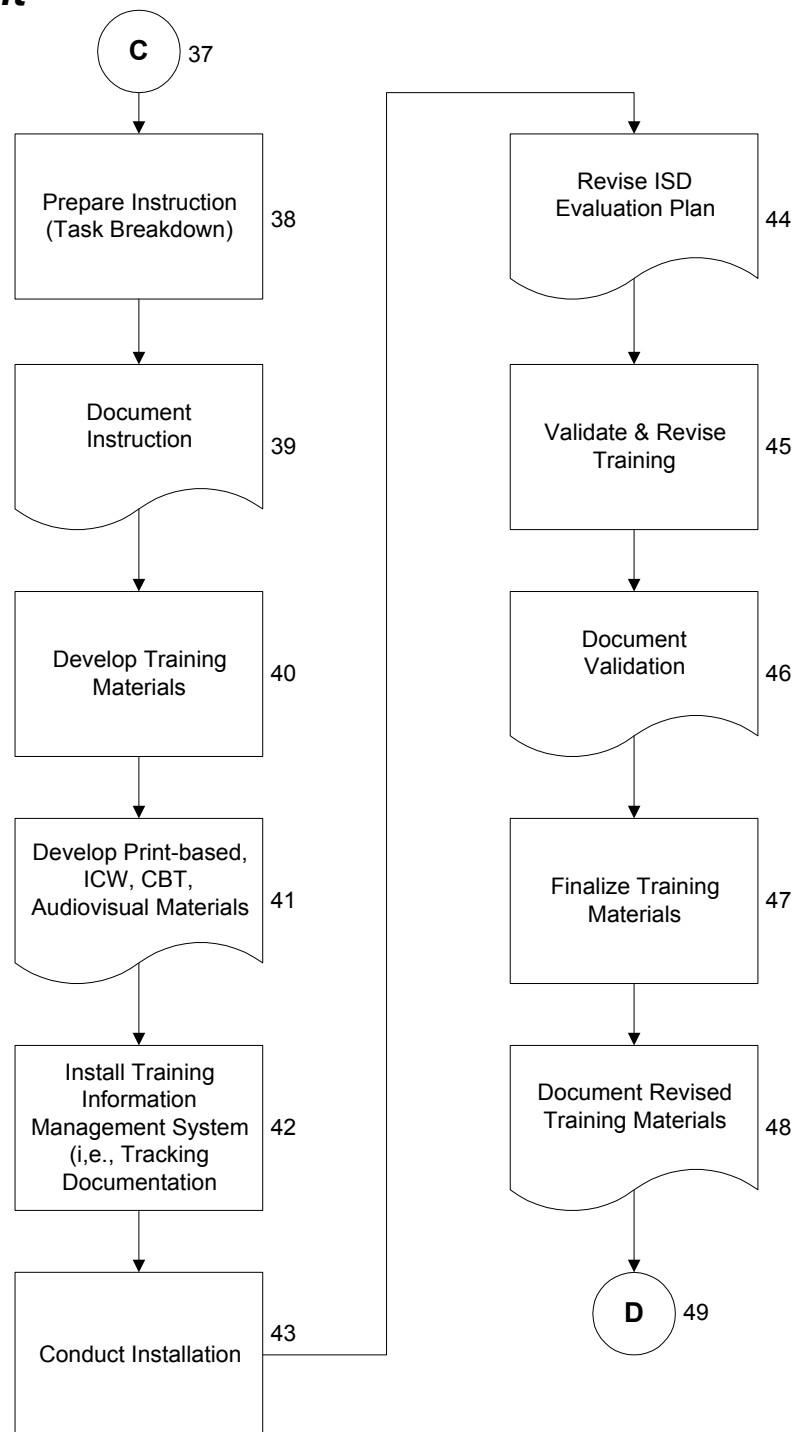 C
37
Prepare Instruction
(Task Breakdown)
38
Document
Instruction
39
Develop Training
Materials
40
Develop Print-based,
ICW, CBT,
Audiovisual Materials
41
Install Training
Information
Management System
(i,e., Tracking
Documentation
42
Conduct Installation
43
Revise ISD
Evaluation Plan
44
Validate & Revise
Training
45
Document
Validation
46
Finalize Training
Materials
47
Document Revised
Training Materials
48
D
49